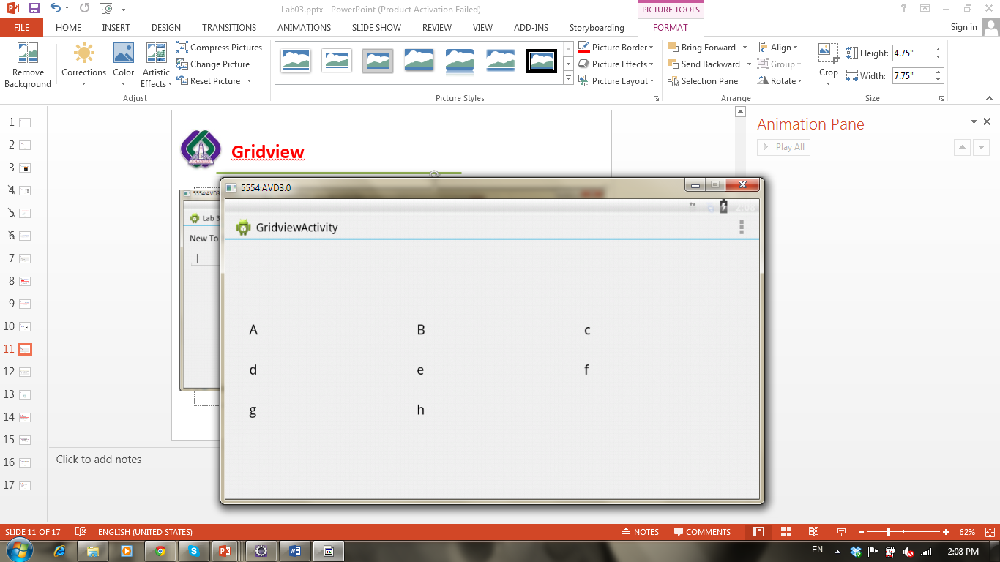 Lab03.pptx - PowerPoint (Product Activation Failed)
PICTURE TOOLS
FILE HOME INSERT DESIGN TRANSITIONS ANIMATIONS SLIDE SHOW REVIEW VIEW ADD-INS Storyboarding FORMAT Sign in
Remove Background
Corrections
Color
Artistic Effects
Compress Pictures
Change Picture
Reset Picture
Adjust
Picture Styles
Picture Border
Picture Effects
Picture Layout
Bring Forward
Send Backward
Selection Pane
Align
Group
Rotate
Arrange
Crop
Height: 4.75"
Width: 7.75"
Size
1
2
3
4
5
6
7
8
9
10
11
12
13
14
15
16
17
Gridview
5554:AVD3
Lab 3
New To
5554:AVD3.0
2:08
GridviewActivity
A B c
d e f
g h
Animation Pane
Play All
Click to add notes
SLIDE 11 OF 17 ENGLISH (UNITED STATES) NOTES COMMENTS 62%
EN 2:08 PM